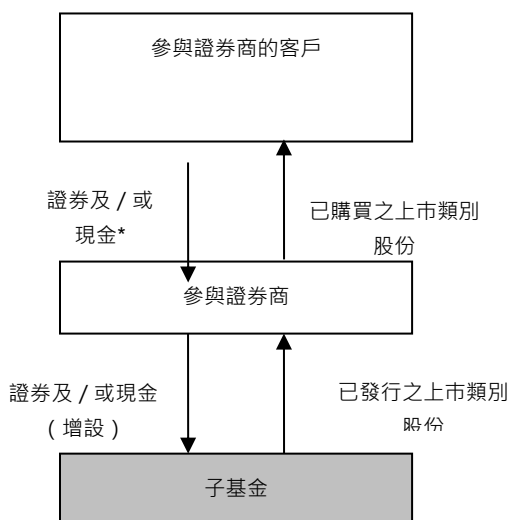 參與證券商的客戶
證券及 / 或
現金*
已購買之上市類別
股份
參與證券商
證券及 / 或現金
( 增設 )
已發行之上市類別
股份
子基金